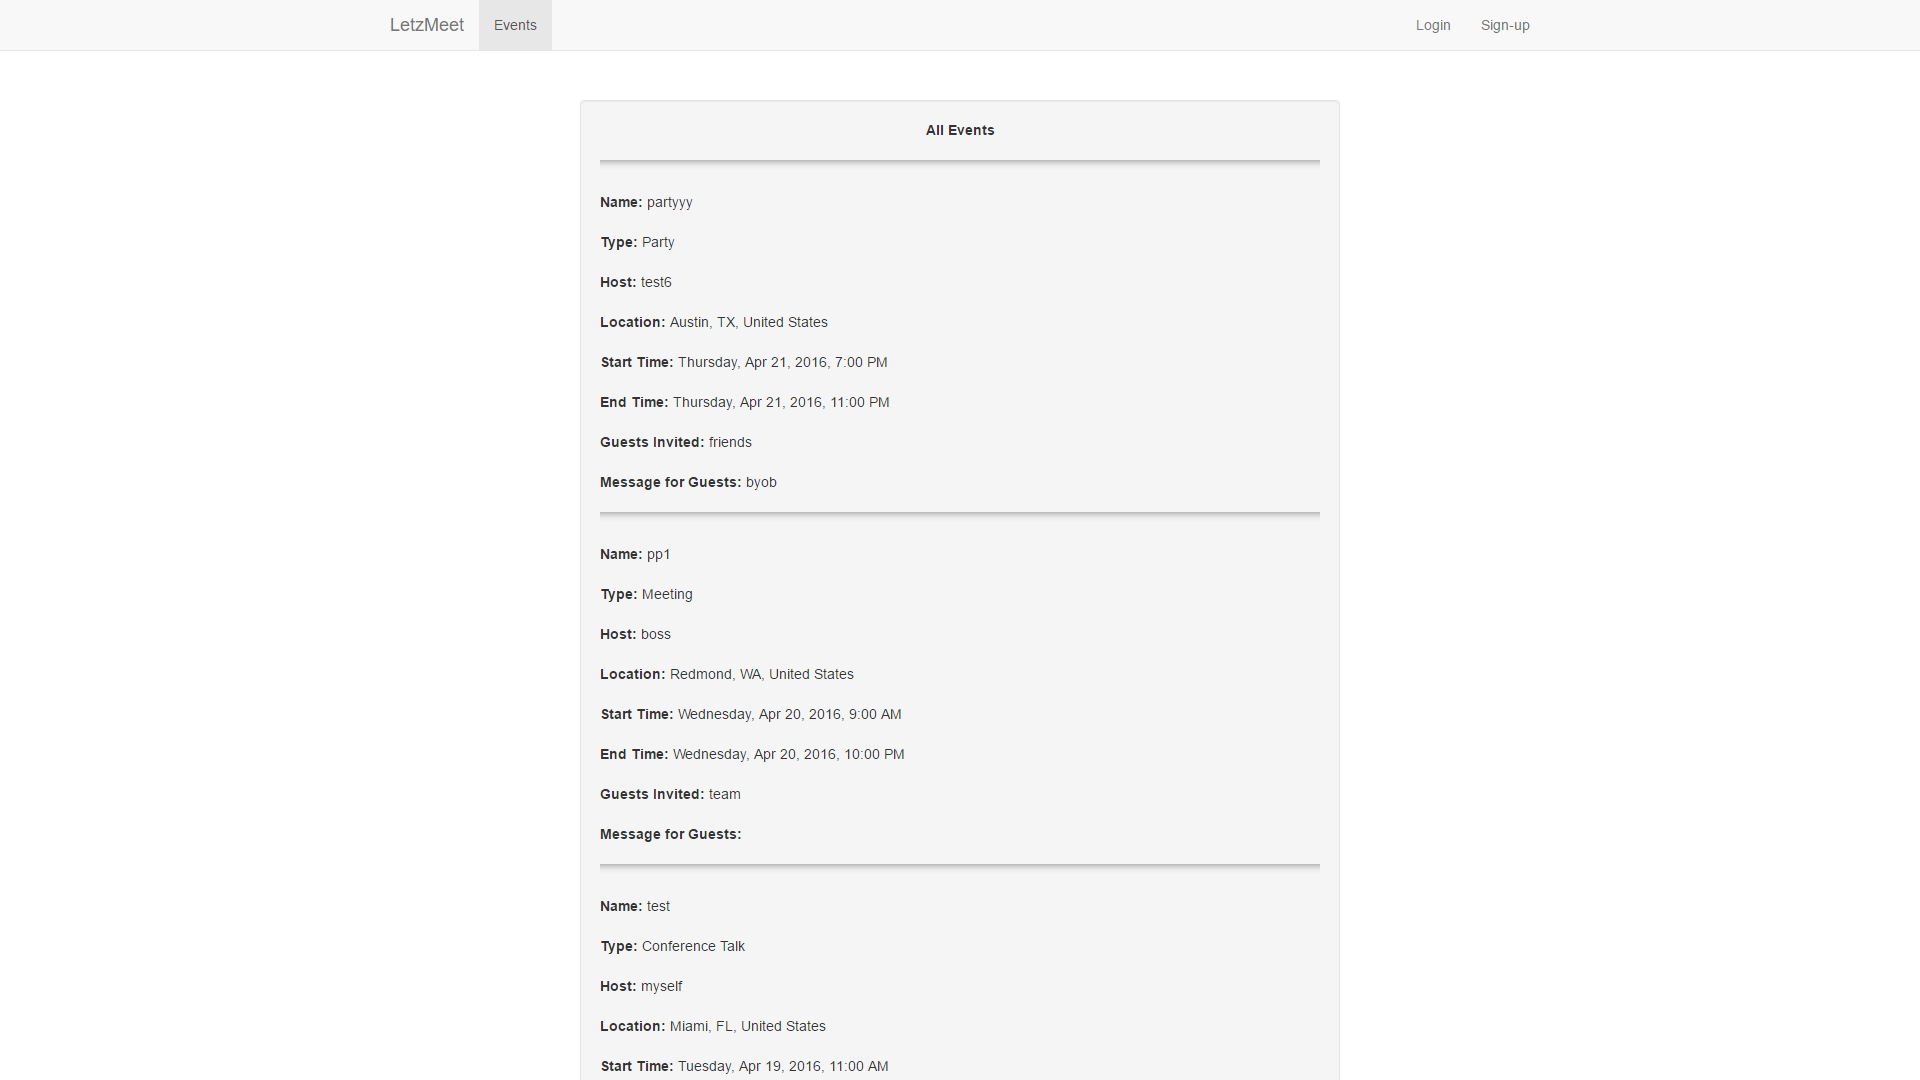 LetzMeet Events Login Sign-up
All Events
Name: partyyy
Type: Party
Host: test6
Location: Austin, TX, United States
Start Time: Thursday, Apr 21, 2016, 7:00 PM
End Time: Thursday, Apr 21, 2016, 11:00 PM
Guests Invited: friends
Message for Guests: byob
Name: pp1
Type: Meeting
Host: boss
Location: Redmond, WA, United States
Start Time: Wednesday, Apr 20, 2016, 9:00 AM
End Time: Wednesday, Apr 20, 2016, 10:00 PM
Guests Invited: team
Message for Guests:
Name: test
Type: Conference Talk
Host: myself
Location: Miami, FL, United States
Start Time: Tuesday, Apr 19, 2016, 11:00 AM